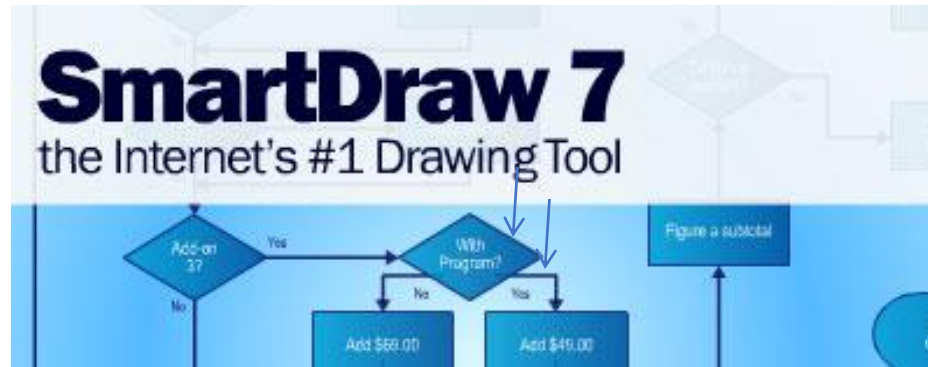 SmartDraw 7
the Internet's #1 Drawing Tool
Add-on
3?
Yes
With
Program?
Figure a subtotal
No
No
Yes
Add $69.00
Add $49.00